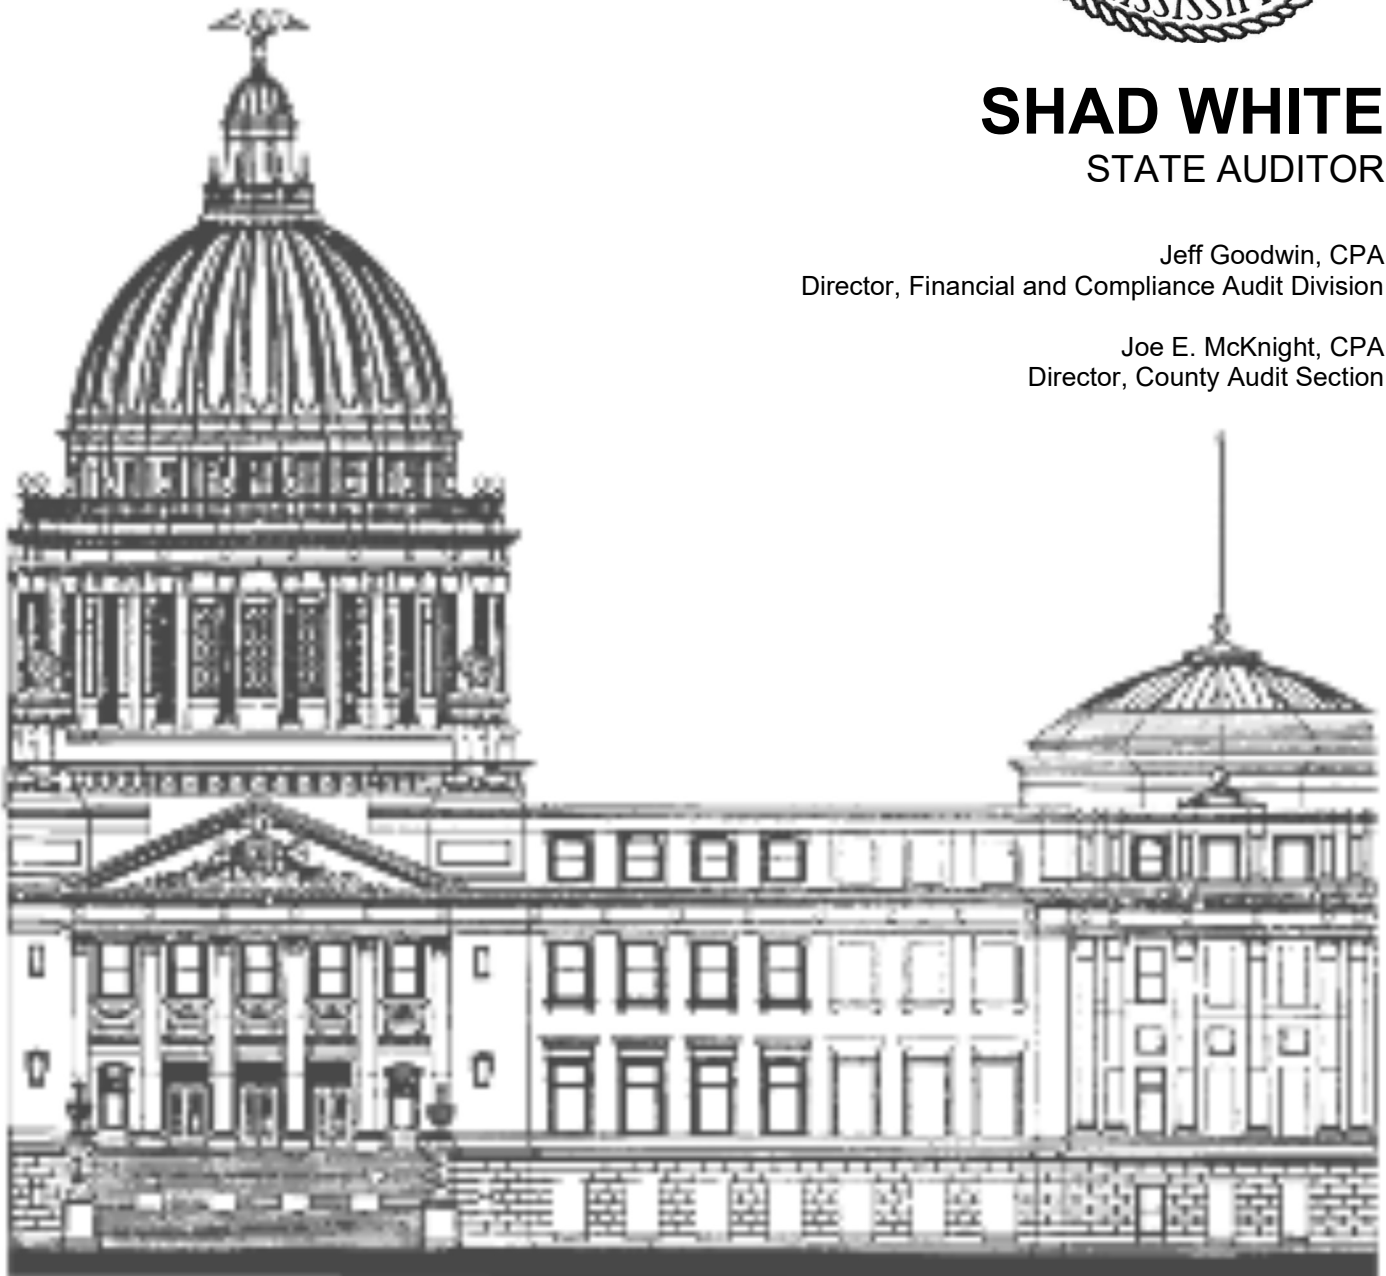 SHAD WHITE
STATE AUDITOR
Jeff Goodwin, CPA
Director, Financial and Compliance Audit Division
Joe E. McKnight, CPA
Director, County Audit Section